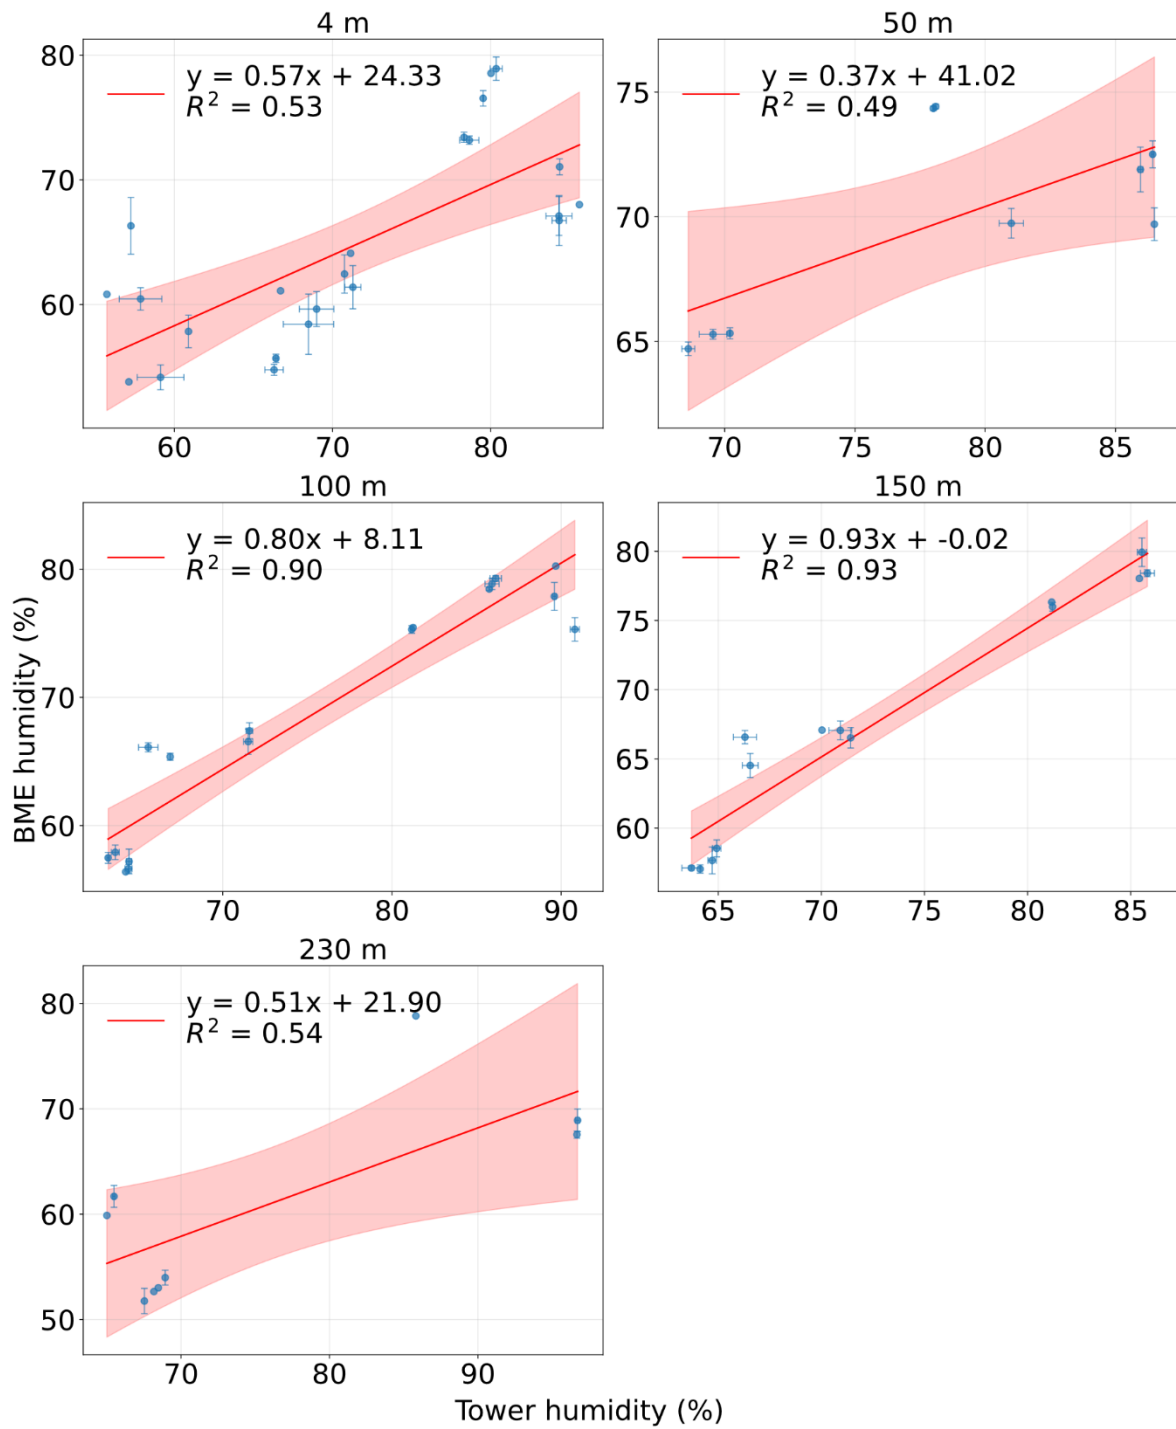 4 m
y = 0.57x + 24.33
R² = 0.53
80
70
60
60 70 80
50 m
y = 0.37x + 41.02
R² = 0.49
75
70
65
70 75 80 85
100 m
y = 0.80x + 8.11
R² = 0.90
80
70
60
70 80 90
150 m
y = 0.93x + -0.02
R² = 0.93
80
75
70
65
60
65 70 75 80 85
230 m
y = 0.51x + 21.90
R² = 0.54
80
70
60
50
70 80 90
BME humidity (%)
Tower humidity (%)